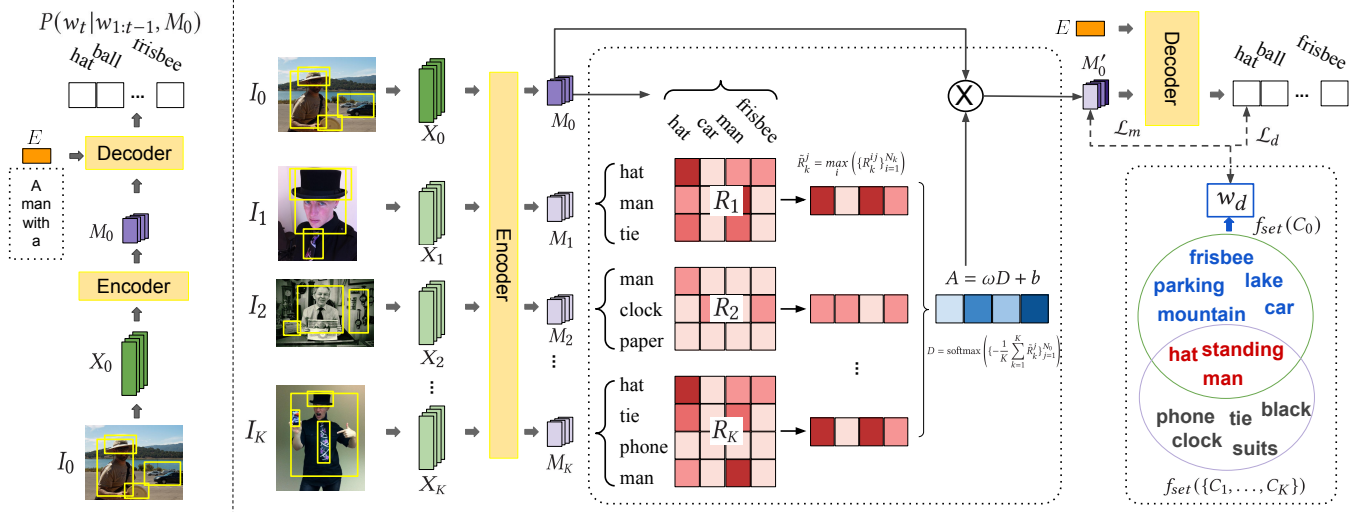 P(w_t|w_{1:t-1}, M_0)
hat ball frisbee
...
E
Decoder
A
man
with
a
M_0
Encoder
X_0
I_0
I_0
X_0
I_1
X_1
I_2
X_2
...
I_K
X_K
Encoder
M_0
M_1
M_2
...
M_K
hat car man frisbee
hat
man
tie
R_1
man
clock
paper
R_2
hat
tie
phone
man
R_K
\tilde{R}_k^j = max_i ({R_k^{ij}}_{i=1}^{N_k})
...
A = ωD + b
D = softmax ({-\frac{1}{K} \sum_{k=1}^{K} \tilde{R}_k^j}_{j=1}^{N_0})
X
E
M'_0
Decoder
hat ball frisbee
...
L_m
L_d
w_d
f_set(C_0)
frisbee
parking lake
mountain car
hat standing
man
phone tie black
clock suits
f_set({C_1, . . . , C_K})